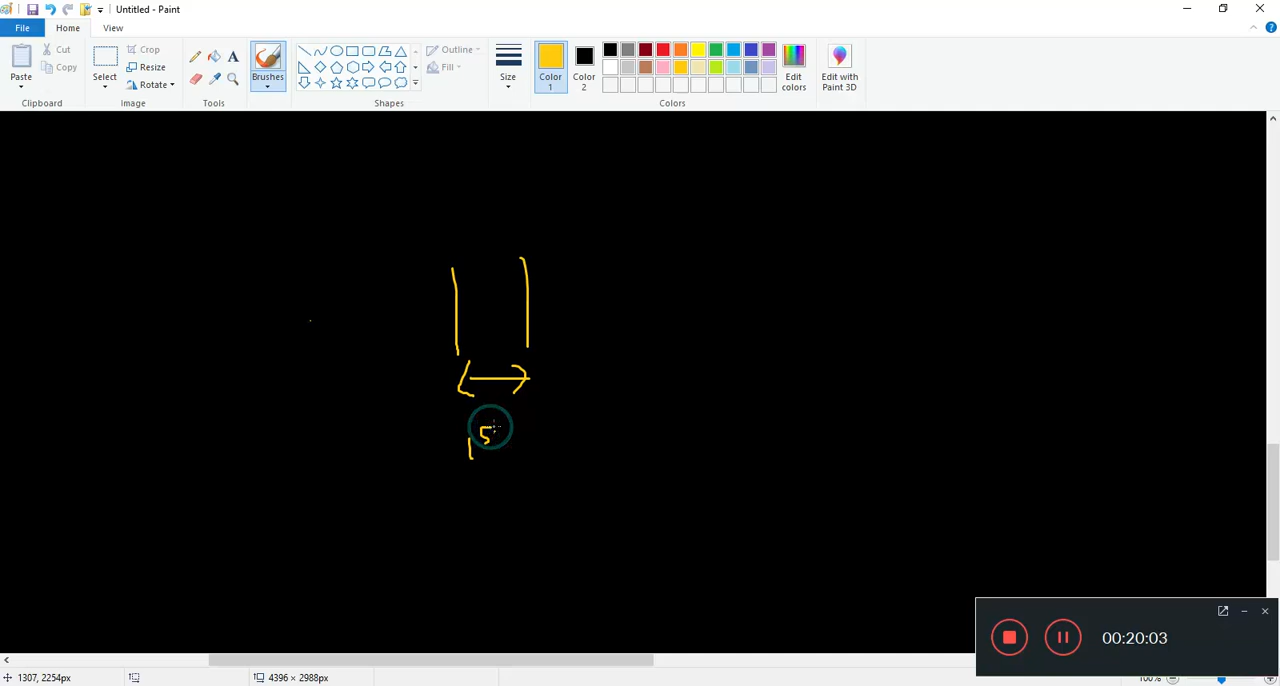 Untitled - Paint
File Home View
Paste
Cut
Copy
Clipboard
Select
Crop
Resize
Rotate
Image
Tools
Brushes
Outline
Fill
Shapes
Size
Color 1
Color 2
Colors
Edit colors
Edit with Paint 3D
15
00:20:03
1307, 2254px
4396 × 2988px
100%